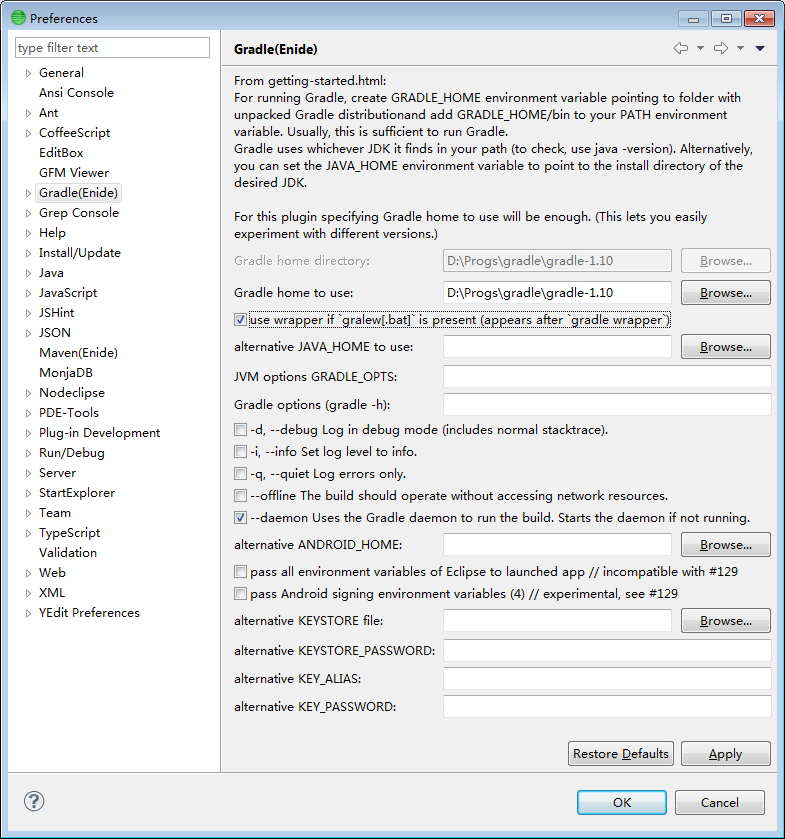 Preferences
type filter text
General
Ansi Console
Ant
CoffeeScript
EditBox
GFM Viewer
Gradle(Enide)
Grep Console
Help
Install/Update
Java
JavaScript
JSHint
JSON
Maven(Enide)
MonjaDB
Nodeclipse
PDE-Tools
Plug-in Development
Run/Debug
Server
StartExplorer
Team
TypeScript
Validation
Web
XML
YEdit Preferences
Gradle(Enide)
From getting-started.html:
For running Gradle, create GRADLE_HOME environment variable pointing to folder with
unpacked Gradle distributionand add GRADLE_HOME/bin to your PATH environment
variable. Usually, this is sufficient to run Gradle.
Gradle uses whichever JDK it finds in your path (to check, use java -version). Alternatively,
you can set the JAVA_HOME environment variable to point to the install directory of the
desired JDK.
For this plugin specifying Gradle home to use will be enough. (This lets you easily
experiment with different versions.)
Gradle home directory: D:\Progs\gradle\gradle-1.10 Browse...
Gradle home to use: D:\Progs\gradle\gradle-1.10 Browse...
use wrapper if `gralew[.bat]` is present (appears after `gradle wrapper`)
alternative JAVA_HOME to use: Browse...
JVM options GRADLE_OPTS:
Gradle options (gradle -h):
-d, --debug Log in debug mode (includes normal stacktrace).
-i, --info Set log level to info.
-q, --quiet Log errors only.
--offline The build should operate without accessing network resources.
--daemon Uses the Gradle daemon to run the build. Starts the daemon if not running.
alternative ANDROID_HOME: Browse...
pass all environment variables of Eclipse to launched app // incompatible with #129
pass Android signing environment variables (4) // experimental, see #129
alternative KEYSTORE file: Browse...
alternative KEYSTORE_PASSWORD:
alternative KEY_ALIAS:
alternative KEY_PASSWORD:
Restore Defaults Apply
? OK Cancel